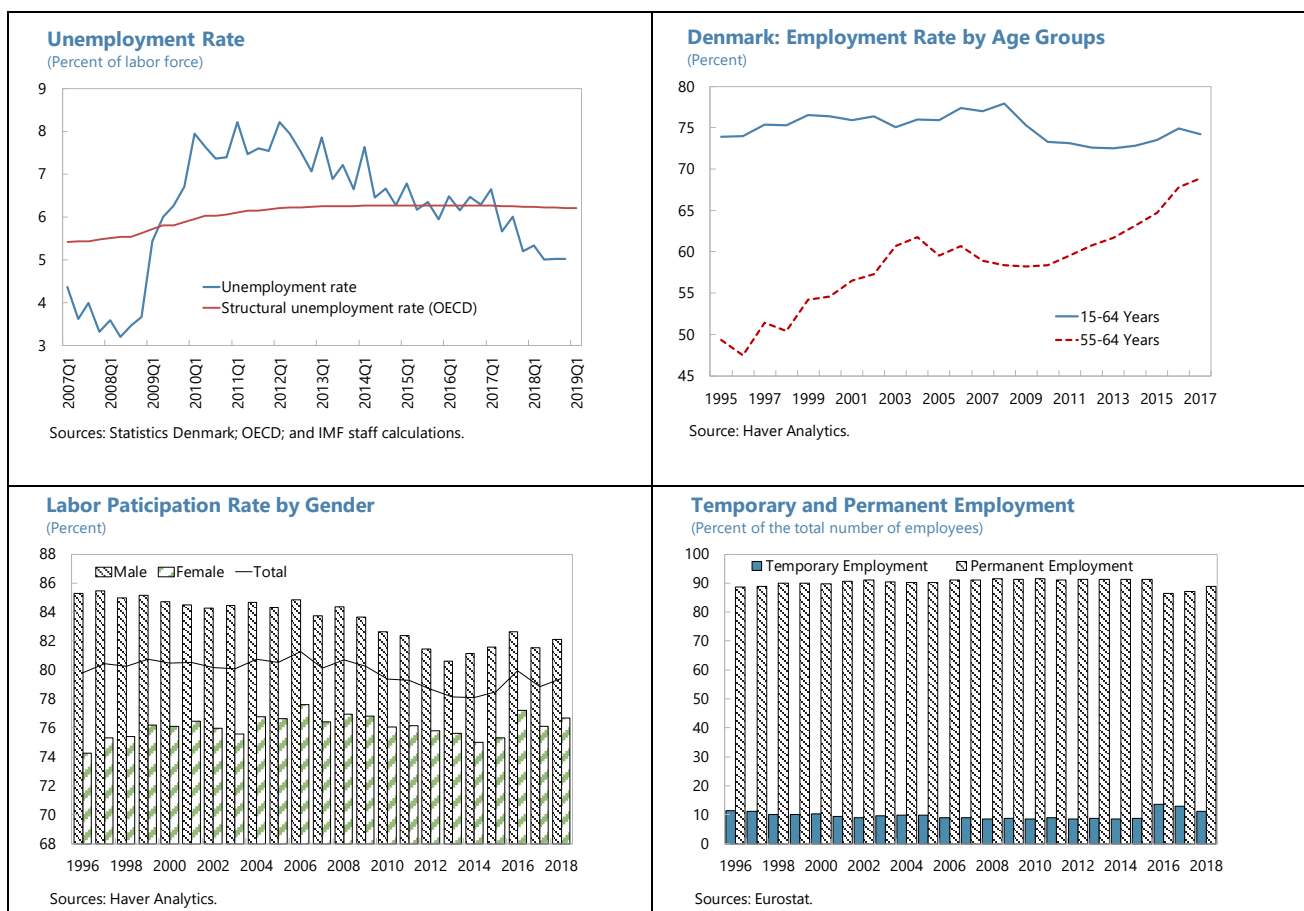 Unemployment Rate
(Percent of labor force)
9
8
7
6
5
4
3
Unemployment rate
Structural unemployment rate (OECD)
2007Q1
2008Q1
2009Q1
2010Q1
2011Q1
2012Q1
2013Q1
2014Q1
2015Q1
2016Q1
2017Q1
2018Q1
2019Q1
Sources: Statistics Denmark; OECD; and IMF staff calculations.
Denmark: Employment Rate by Age Groups
(Percent)
80
75
70
65
60
55
50
45
15-64 Years
55-64 Years
1995 1997 1999 2001 2003 2005 2007 2009 2011 2013 2015 2017
Source: Haver Analytics.
Labor Paticipation Rate by Gender
(Percent)
88
86
84
82
80
78
76
74
72
70
68
Male Female Total
1996 1998 2000 2002 2004 2006 2008 2010 2012 2014 2016 2018
Sources: Haver Analytics.
Temporary and Permanent Employment
(Percent of the total number of employees)
100
90
80
70
60
50
40
30
20
10
0
Temporary Employment Permanent Employment
1996 1998 2000 2002 2004 2006 2008 2010 2012 2014 2016 2018
Sources: Eurostat.